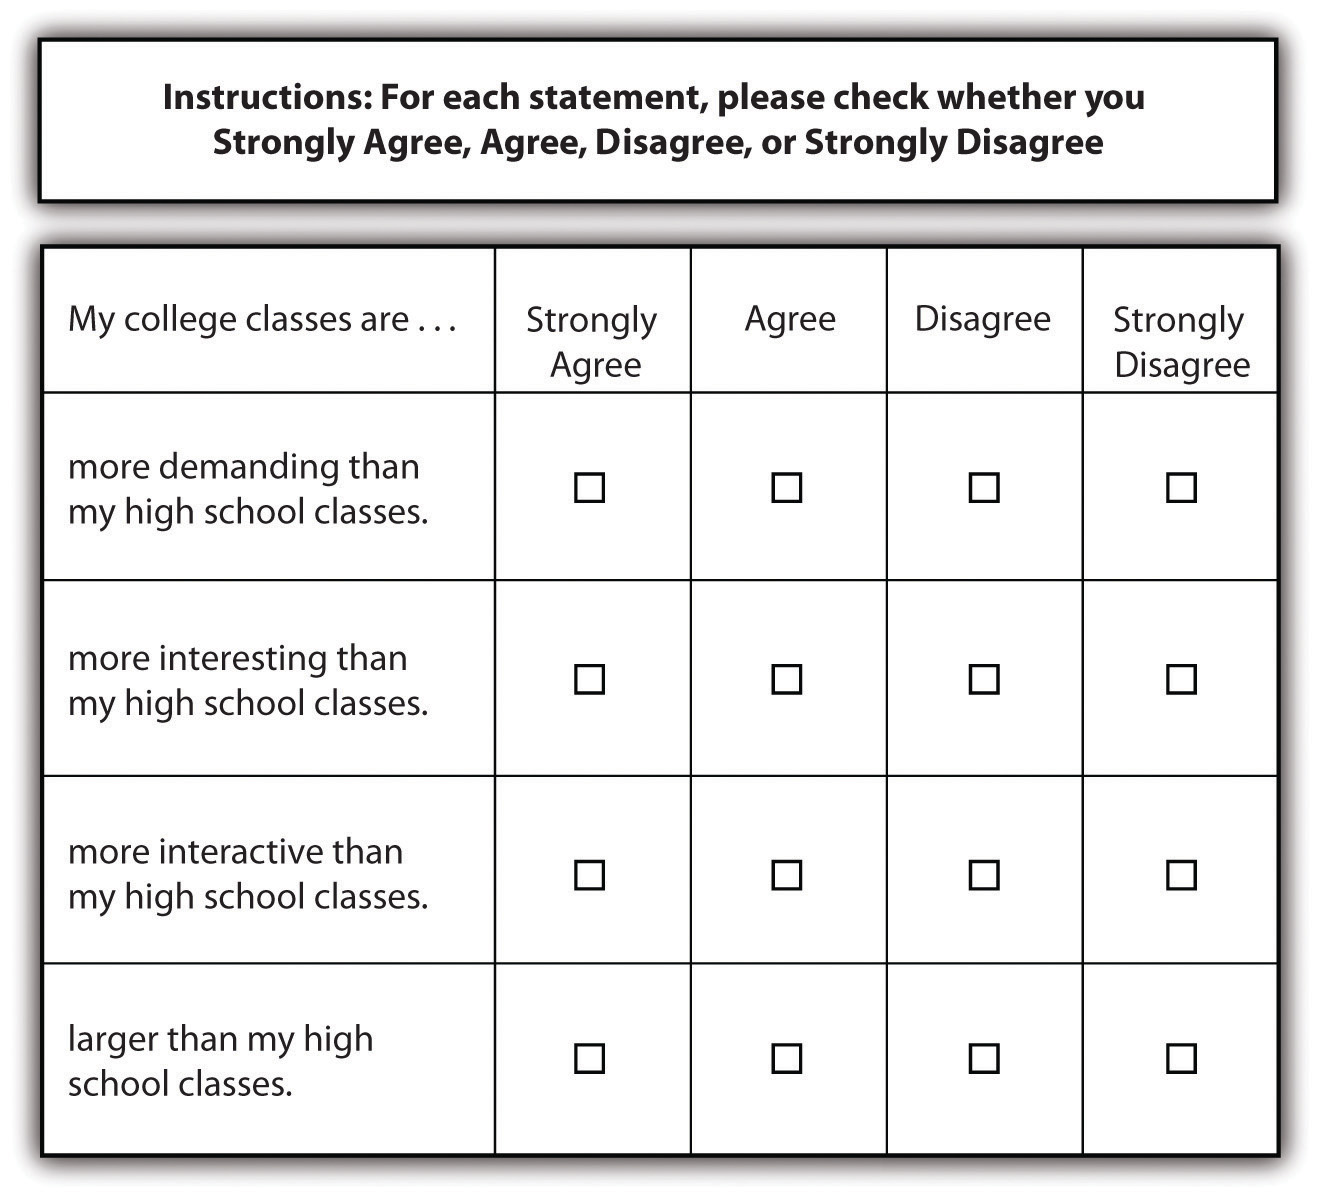 Instructions: For each statement, please check whether you
Strongly Agree, Agree, Disagree, or Strongly Disagree
My college classes are . . .
Strongly
Agree
Agree
Disagree
Strongly
Disagree
more demanding than
my high school classes.
more interesting than
my high school classes.
more interactive than
my high school classes.
larger than my high
school classes.